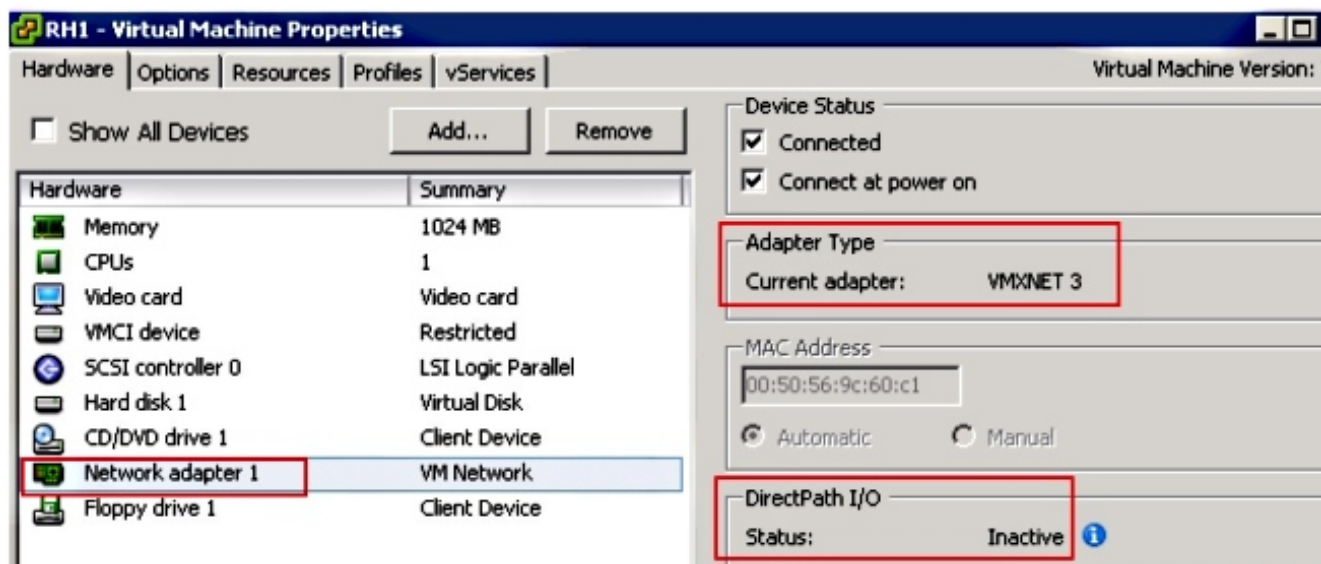 RH1 - Virtual Machine Properties
Hardware Options Resources Profiles vServices Virtual Machine Version:
Show All Devices Add... Remove
Hardware Summary
Memory 1024 MB
CPUs 1
Video card Video card
VMCI device Restricted
SCSI controller 0 LSI Logic Parallel
Hard disk 1 Virtual Disk
CD/DVD drive 1 Client Device
Network adapter 1 VM Network
Floppy drive 1 Client Device
Device Status
Connected
Connect at power on
Adapter Type
Current adapter: VMXNET 3
MAC Address
00:50:56:9c:60:c1
Automatic Manual
DirectPath I/O
Status: Inactive